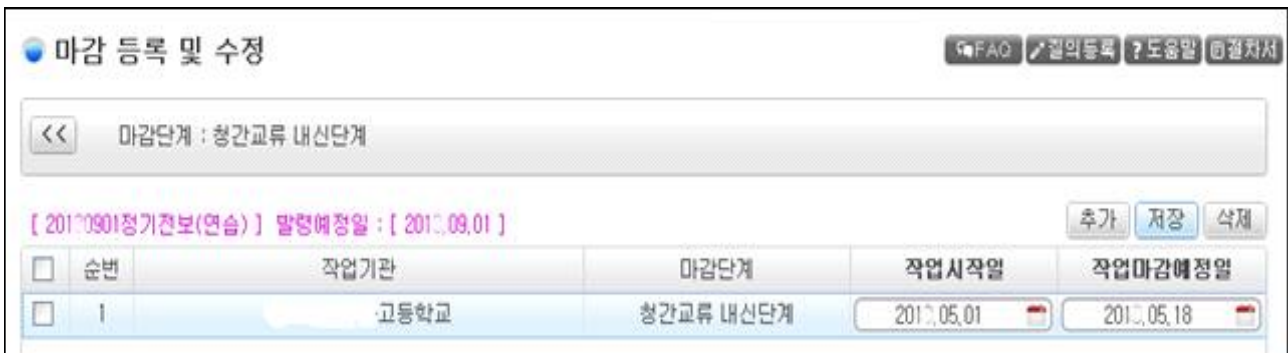 마감 등록 및 수정
FAQ 질의등록 ? 도움말 절차서
<< 마감단계 : 청간교류 내신단계
정기전보(연습) ] 발령예정일 : [
추가 저장 삭제
순번 작업기관 마감단계 작업시작일 작업마감예정일
1 고등학교 청간교류 내신단계